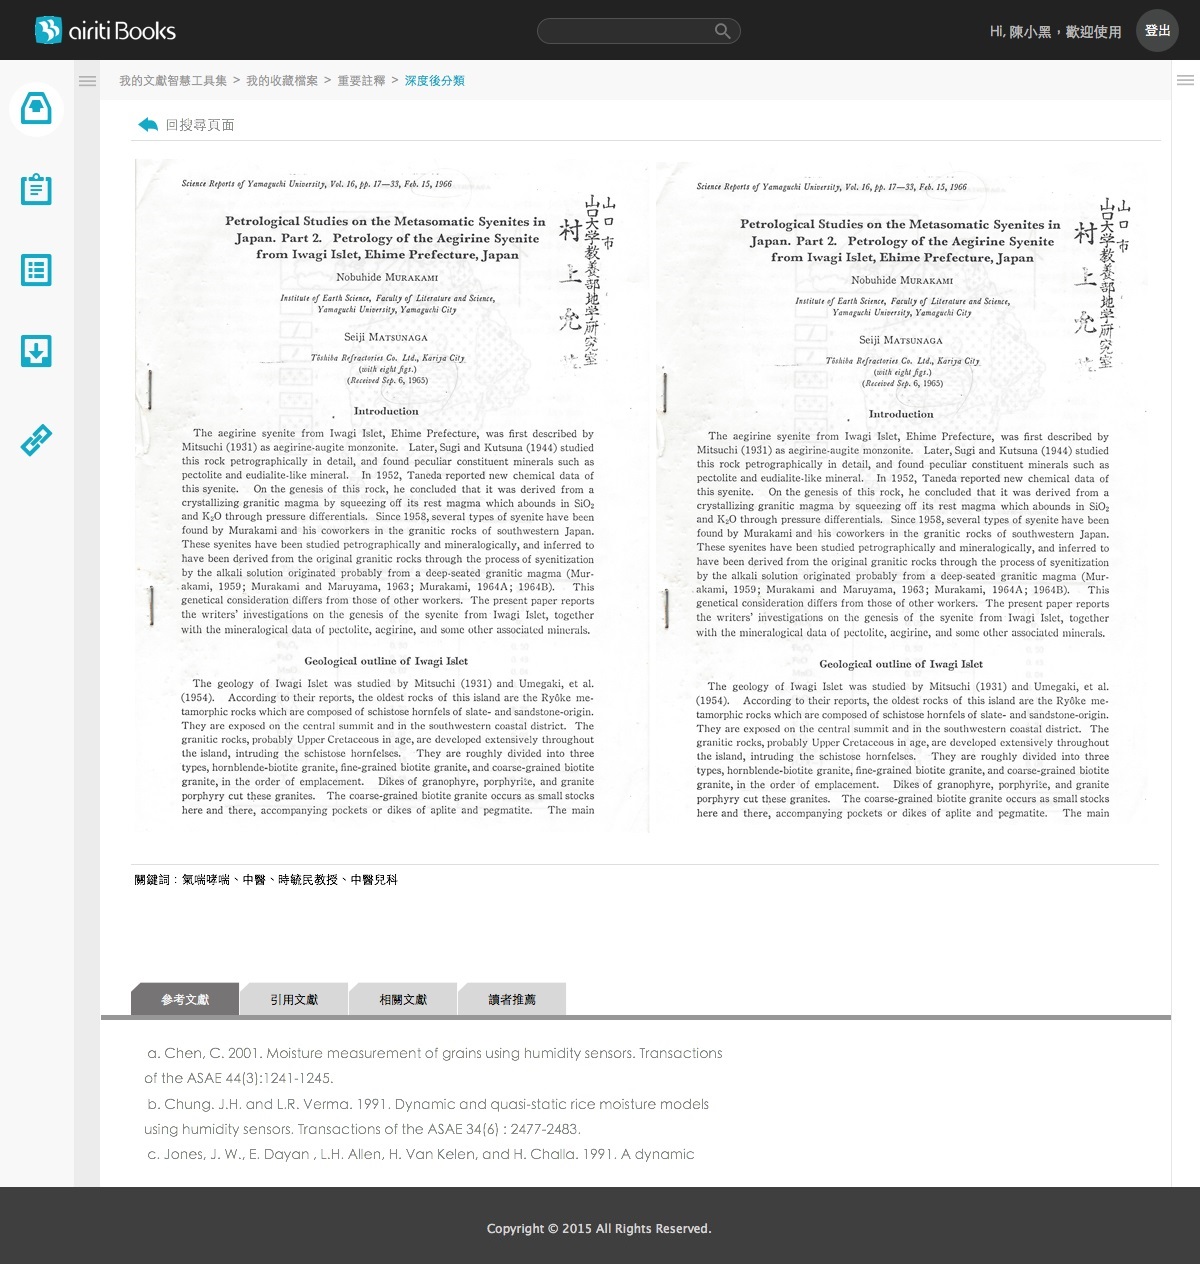 airiti Books
Hi, 陳小黑，歡迎使用
登出
我的文獻智慧工具集 > 我的收藏檔案 > 重要註釋 > 深度後分類
回搜尋頁面
Science Reports of Yamaguchi University, Vol. 16, pp. 17—33, Feb. 15, 1966
Petrological Studies on the Metasomatic Syenites in
Japan. Part 2. Petrology of the Aegirine Syenite
from Iwagi Islet, Ehime Prefecture, Japan
山口市
山口大学教養部地学研究室
村上允
Nobuhide MURAKAMI
Institute of Earth Science, Faculty of Literature and Science,
Yamaguchi University, Yamaguchi City
Seiji MATSUNAGA
Tôshiba Refractories Co. Ltd., Kariya City
(with eight figs.)
(Received Sep. 6, 1965)
Introduction
The aegirine syenite from Iwagi Islet, Ehime Prefecture, was first described by
Mitsuchi (1931) as aegirine-augite monzonite. Later, Sugi and Kutsuna (1944) studied
this rock petrographically in detail, and found peculiar constituent minerals such as
pectolite and eudialite-like mineral. In 1952, Taneda reported new chemical data of
this syenite. On the genesis of this rock, he concluded that it was derived from a
crystallizing granitic magma by squeezing off its rest magma which abounds in SiO₂
and K₂O through pressure differentials. Since 1958, several types of syenite have been
found by Murakami and his coworkers in the granitic rocks of southwestern Japan.
These syenites have been studied petrographically and mineralogically, and inferred to
have been derived from the original granitic rocks through the process of syenitization
by the alkali solution originated probably from a deep-seated granitic magma (Mur-
akami, 1959; Murakami and Maruyama, 1963; Murakami, 1964A; 1964B). This
genetical consideration differs from those of other workers. The present paper reports
the writers' investigations on the genesis of the syenite from Iwagi Islet, together
with the mineralogical data of pectolite, aegirine, and some other associated minerals.
Geological outline of Iwagi Islet
The geology of Iwagi Islet was studied by Mitsuchi (1931) and Umegaki, et al.
(1954). According to their reports, the oldest rocks of this island are the Ryôke me-
tamorphic rocks which are composed of schistose hornfels of slate- and sandstone-origin.
They are exposed on the central summit and in the southwestern coastal district. The
granitic rocks, probably Upper Cretaceous in age, are developed extensively throughout
the island, intruding the schistose hornfelses. They are roughly divided into three
types, hornblende-biotite granite, fine-grained biotite granite, and coarse-grained biotite
granite, in the order of emplacement. Dikes of granophyre, porphyrite, and granite
porphyry cut these granites. The coarse-grained biotite granite occurs as small stocks
here and there, accompanying pockets or dikes of aplite and pegmatite. The main
Science Reports of Yamaguchi University, Vol. 16, pp. 17—33, Feb. 15, 1966
Petrological Studies on the Metasomatic Syenites in
Japan. Part 2. Petrology of the Aegirine Syenite
from Iwagi Islet, Ehime Prefecture, Japan
山口市
山口大学教養部地学研究室
村上允
Nobuhide MURAKAMI
Institute of Earth Science, Faculty of Literature and Science,
Yamaguchi University, Yamaguchi City
Seiji MATSUNAGA
Tôshiba Refractories Co. Ltd., Kariya City
(with eight figs.)
(Received Sep. 6, 1965)
Introduction
The aegirine syenite from Iwagi Islet, Ehime Prefecture, was first described by
Mitsuchi (1931) as aegirine-augite monzonite. Later, Sugi and Kutsuna (1944) studied
this rock petrographically in detail, and found peculiar constituent minerals such as
pectolite and eudialite-like mineral. In 1952, Taneda reported new chemical data of
this syenite. On the genesis of this rock, he concluded that it was derived from a
crystallizing granitic magma by squeezing off its rest magma which abounds in SiO₂
and K₂O through pressure differentials. Since 1958, several types of syenite have been
found by Murakami and his coworkers in the granitic rocks of southwestern Japan.
These syenites have been studied petrographically and mineralogically, and inferred to
have been derived from the original granitic rocks through the process of syenitization
by the alkali solution originated probably from a deep-seated granitic magma (Mur-
akami, 1959; Murakami and Maruyama, 1963; Murakami, 1964A; 1964B). This
genetical consideration differs from those of other workers. The present paper reports
the writers' investigations on the genesis of the syenite from Iwagi Islet, together
with the mineralogical data of pectolite, aegirine, and some other associated minerals.
Geological outline of Iwagi Islet
The geology of Iwagi Islet was studied by Mitsuchi (1931) and Umegaki, et al.
(1954). According to their reports, the oldest rocks of this island are the Ryôke me-
tamorphic rocks which are composed of schistose hornfels of slate- and sandstone-origin.
They are exposed on the central summit and in the southwestern coastal district. The
granitic rocks, probably Upper Cretaceous in age, are developed extensively throughout
the island, intruding the schistose hornfelses. They are roughly divided into three
types, hornblende-biotite granite, fine-grained biotite granite, and coarse-grained biotite
granite, in the order of emplacement. Dikes of granophyre, porphyrite, and granite
porphyry cut these granites. The coarse-grained biotite granite occurs as small stocks
here and there, accompanying pockets or dikes of aplite and pegmatite. The main
關鍵詞：氣喘哮喘、中醫、時毓民教授、中醫兒科
參考文獻
引用文獻
相關文獻
讀者推薦
a. Chen, C. 2001. Moisture measurement of grains using humidity sensors. Transactions
of the ASAE 44(3):1241-1245.
b. Chung. J.H. and L.R. Verma. 1991. Dynamic and quasi-static rice moisture models
using humidity sensors. Transactions of the ASAE 34(6) : 2477-2483.
c. Jones, J. W., E. Dayan , L.H. Allen, H. Van Kelen, and H. Challa. 1991. A dynamic
Copyright © 2015 All Rights Reserved.